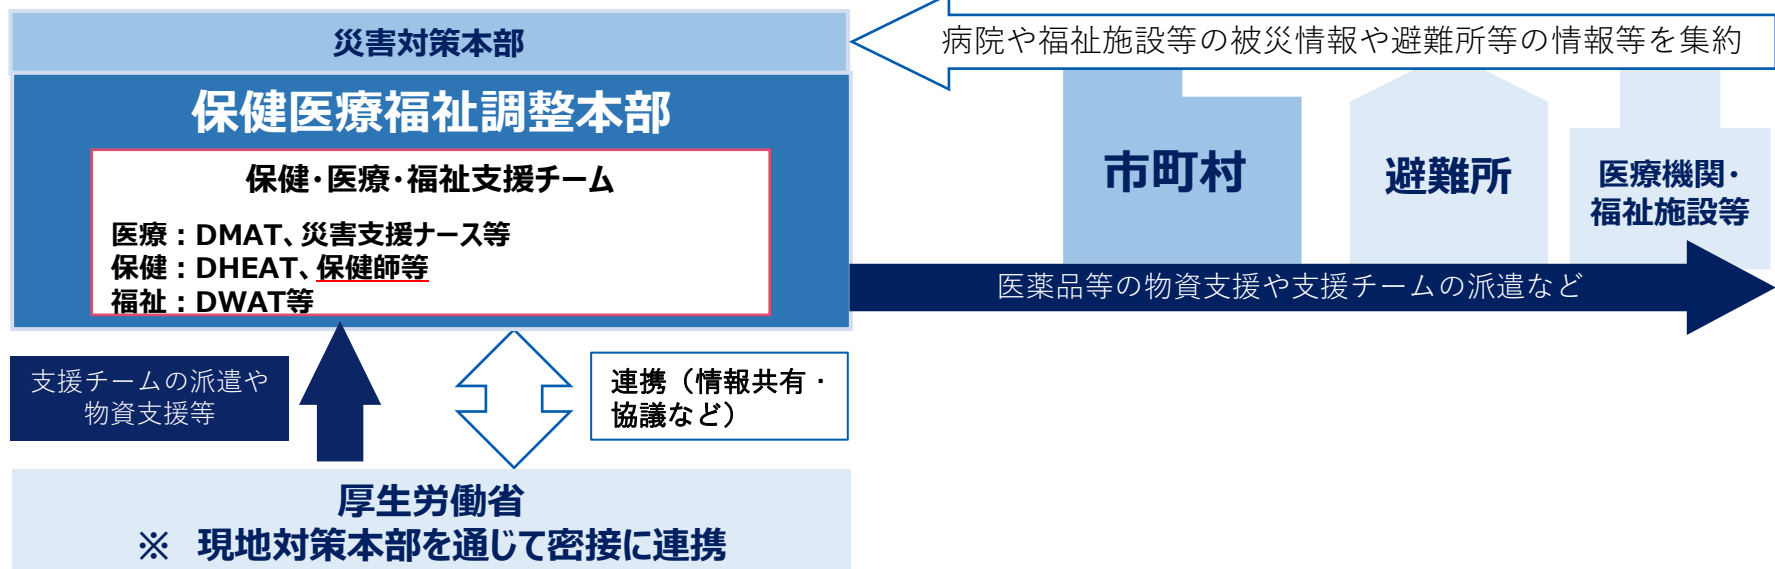 災害対策本部
病院や福祉施設等の被災情報や避難所等の情報等を集約
保健医療福祉調整本部
保健・医療・福祉支援チーム
医療：DMAT、災害支援ナース等
保健：DHEAT、保健師等
福祉：DWAT等
市町村
避難所
医療機関・
福祉施設等
医薬品等の物資支援や支援チームの派遣など
支援チームの派遣や
物資支援等
連携（情報共有・
協議など）
厚生労働省
※ 現地対策本部を通じて密接に連携